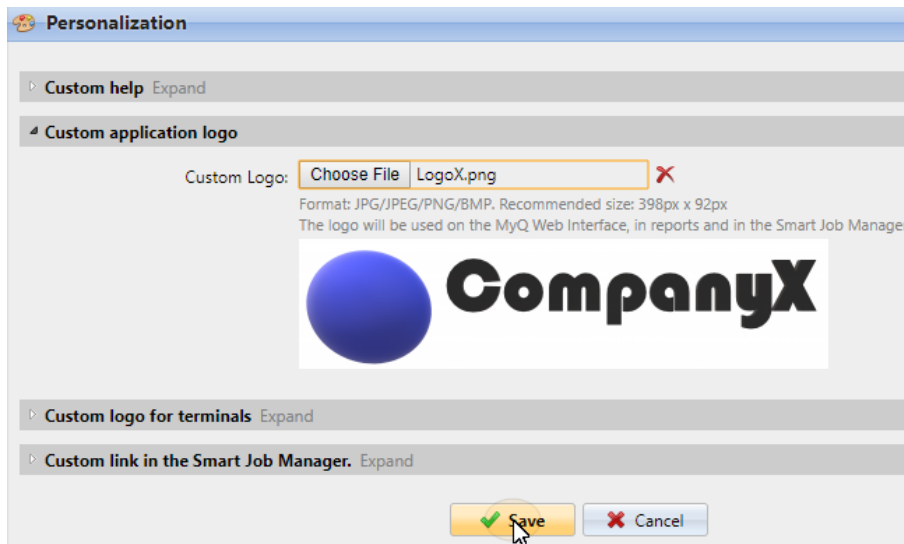 Personalization
Custom help Expand
Custom application logo
Custom Logo: Choose File LogoX.png
Format: JPG/JPEG/PNG/BMP. Recommended size: 398px x 92px
The logo will be used on the MyQ Web Interface, in reports and in the Smart Job Manager
CompanyX
Custom logo for terminals Expand
Custom link in the Smart Job Manager. Expand
Save Cancel